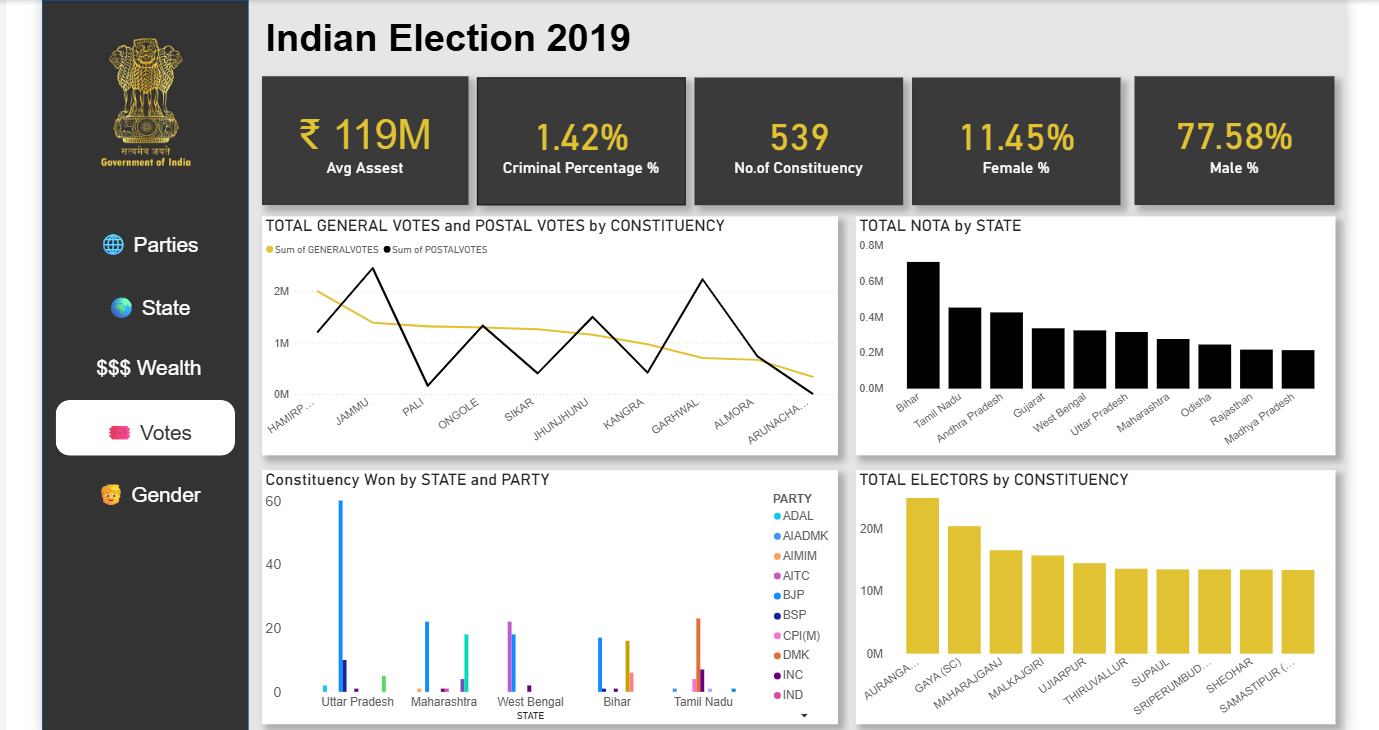 Indian Election 2019
सत्यमेव जयते
Government of India
Parties
State
$$$ Wealth
Votes
Gender
₹ 119M
Avg Assest
1.42%
Criminal Percentage %
539
No.of Constituency
11.45%
Female %
77.58%
Male %
TOTAL GENERAL VOTES and POSTAL VOTES by CONSTITUENCY
Sum of GENERALVOTES Sum of POSTALVOTES
2M
1M
0M
HAMIRP...
JAMMU
PALI
ONGOLE
SIKAR
JHUNJHUNU
KANGRA
GARHWAL
ALMORA
ARUNACHA...
TOTAL NOTA by STATE
0.8M
0.6M
0.4M
0.2M
0.0M
Bihar
Tamil Nadu
Andhra Pradesh
Gujarat
West Bengal
Uttar Pradesh
Maharashtra
Odisha
Rajasthan
Madhya Pradesh
Constituency Won by STATE and PARTY
60
40
20
0
Uttar Pradesh
Maharashtra
West Bengal
Bihar
Tamil Nadu
STATE
PARTY
ADAL
AIADMK
AIMIM
AITC
BJP
BSP
CPI(M)
DMK
INC
IND
TOTAL ELECTORS by CONSTITUENCY
20M
10M
0M
AURANGA...
GAYA (SC)
MAHARAJGANJ
MALKAJGIRI
UJIARPUR
THIRUVALLUR
SUPAUL
SRIPERUMBUD...
SHEOHAR
SAMASTIPUR (...